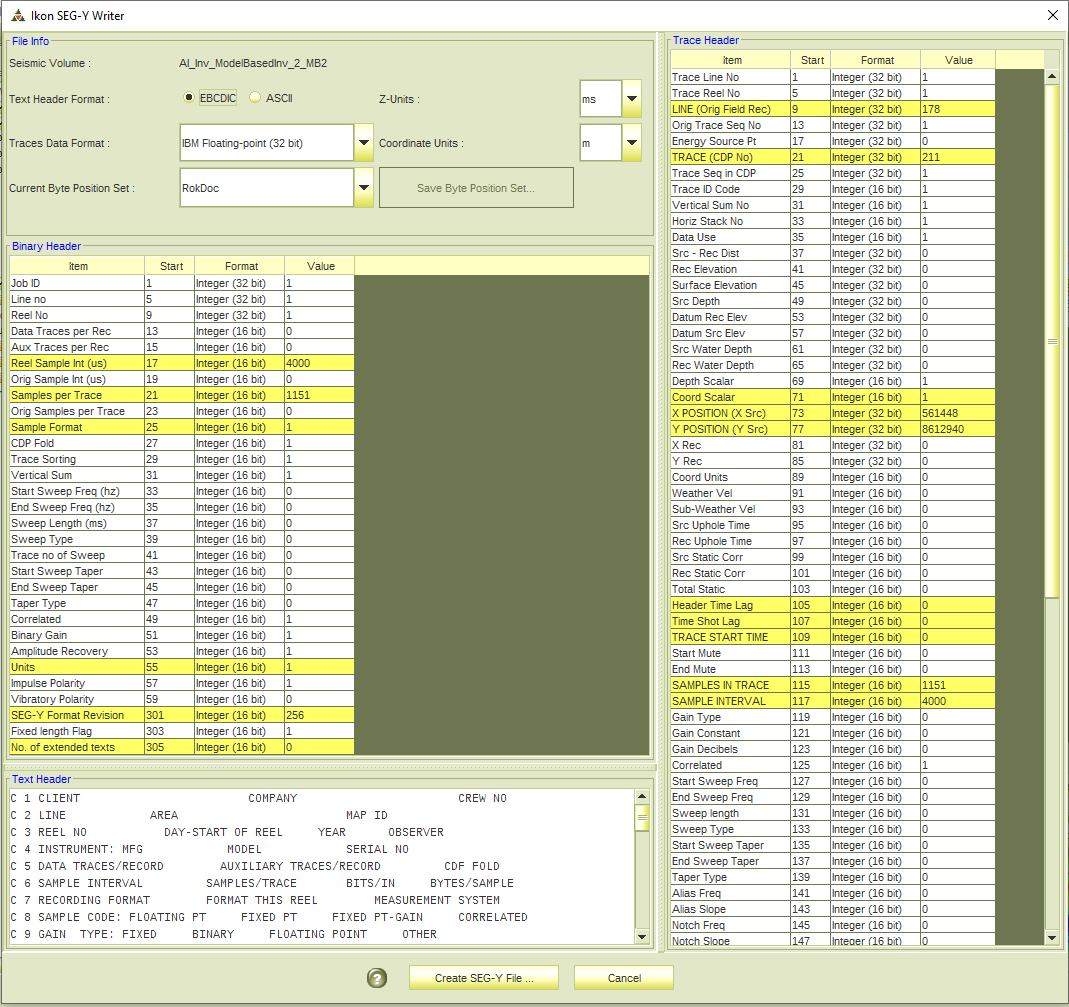 Ikon SEG-Y Writer
File Info
Seismic Volume : AI_Inv_ModelBasedInv_2_MB2
Text Header Format : EBCDIC ASCII Z-Units : ms
Traces Data Format : IBM Floating-point (32 bit) Coordinate Units : m
Current Byte Position Set : RokDoc Save Byte Position Set...
Binary Header
item Start Format Value
Job ID 1 Integer (32 bit) 1
Line no 5 Integer (32 bit) 1
Reel No 9 Integer (32 bit) 1
Data Traces per Rec 13 Integer (16 bit) 0
Aux Traces per Rec 15 Integer (16 bit) 0
Reel Sample Int (us) 17 Integer (16 bit) 4000
Orig Sample Int (us) 19 Integer (16 bit) 0
Samples per Trace 21 Integer (16 bit) 1151
Orig Samples per Trace 23 Integer (16 bit) 0
Sample Format 25 Integer (16 bit) 1
CDP Fold 27 Integer (16 bit) 1
Trace Sorting 29 Integer (16 bit) 1
Vertical Sum 31 Integer (16 bit) 1
Start Sweep Freq (hz) 33 Integer (16 bit) 0
End Sweep Freq (hz) 35 Integer (16 bit) 0
Sweep Length (ms) 37 Integer (16 bit) 0
Sweep Type 39 Integer (16 bit) 0
Trace no of Sweep 41 Integer (16 bit) 0
Start Sweep Taper 43 Integer (16 bit) 0
End Sweep Taper 45 Integer (16 bit) 0
Taper Type 47 Integer (16 bit) 0
Correlated 49 Integer (16 bit) 1
Binary Gain 51 Integer (16 bit) 1
Amplitude Recovery 53 Integer (16 bit) 1
Units 55 Integer (16 bit) 1
Impulse Polarity 57 Integer (16 bit) 1
Vibratory Polarity 59 Integer (16 bit) 0
SEG-Y Format Revision 301 Integer (16 bit) 256
Fixed length Flag 303 Integer (16 bit) 1
No. of extended texts 305 Integer (16 bit) 0
Text Header
C 1 CLIENT COMPANY CREW NO
C 2 LINE AREA MAP ID
C 3 REEL NO DAY-START OF REEL YEAR OBSERVER
C 4 INSTRUMENT: MFG MODEL SERIAL NO
C 5 DATA TRACES/RECORD AUXILIARY TRACES/RECORD CDF FOLD
C 6 SAMPLE INTERVAL SAMPLES/TRACE BITS/IN BYTES/SAMPLE
C 7 RECORDING FORMAT FORMAT THIS REEL MEASUREMENT SYSTEM
C 8 SAMPLE CODE: FLOATING PT FIXED PT FIXED PT-GAIN CORRELATED
C 9 GAIN TYPE: FIXED BINARY FLOATING POINT OTHER
Trace Header
item Start Format Value
Trace Line No 1 Integer (32 bit) 1
Trace Reel No 5 Integer (32 bit) 1
LINE (Orig Field Rec) 9 Integer (32 bit) 178
Orig Trace Seq No 13 Integer (32 bit) 1
Energy Source Pt 17 Integer (32 bit) 0
TRACE (CDP No) 21 Integer (32 bit) 211
Trace Seq in CDP 25 Integer (32 bit) 1
Trace ID Code 29 Integer (16 bit) 1
Vertical Sum No 31 Integer (16 bit) 1
Horiz Stack No 33 Integer (16 bit) 1
Data Use 35 Integer (16 bit) 1
Src - Rec Dist 37 Integer (32 bit) 0
Rec Elevation 41 Integer (32 bit) 0
Surface Elevation 45 Integer (32 bit) 0
Src Depth 49 Integer (32 bit) 0
Datum Rec Elev 53 Integer (32 bit) 0
Datum Src Elev 57 Integer (32 bit) 0
Src Water Depth 61 Integer (32 bit) 0
Rec Water Depth 65 Integer (32 bit) 0
Depth Scalar 69 Integer (16 bit) 1
Coord Scalar 71 Integer (16 bit) 1
X POSITION (X Src) 73 Integer (32 bit) 561448
Y POSITION (Y Src) 77 Integer (32 bit) 8612940
X Rec 81 Integer (32 bit) 0
Y Rec 85 Integer (32 bit) 0
Coord Units 89 Integer (16 bit) 0
Weather Vel 91 Integer (16 bit) 0
Sub-Weather Vel 93 Integer (16 bit) 0
Src Uphole Time 95 Integer (16 bit) 0
Rec Uphole Time 97 Integer (16 bit) 0
Src Static Corr 99 Integer (16 bit) 0
Rec Static Corr 101 Integer (16 bit) 0
Total Static 103 Integer (16 bit) 0
Header Time Lag 105 Integer (16 bit) 0
Time Shot Lag 107 Integer (16 bit) 0
TRACE START TIME 109 Integer (16 bit) 0
Start Mute 111 Integer (16 bit) 0
End Mute 113 Integer (16 bit) 0
SAMPLES IN TRACE 115 Integer (16 bit) 1151
SAMPLE INTERVAL 117 Integer (16 bit) 4000
Gain Type 119 Integer (16 bit) 0
Gain Constant 121 Integer (16 bit) 0
Gain Decibels 123 Integer (16 bit) 0
Correlated 125 Integer (16 bit) 1
Start Sweep Freq 127 Integer (16 bit) 0
End Sweep Freq 129 Integer (16 bit) 0
Sweep length 131 Integer (16 bit) 0
Sweep Type 133 Integer (16 bit) 0
Start Sweep Taper 135 Integer (16 bit) 0
End Sweep Taper 137 Integer (16 bit) 0
Taper Type 139 Integer (16 bit) 0
Alias Freq 141 Integer (16 bit) 0
Alias Slope 143 Integer (16 bit) 0
Notch Freq 145 Integer (16 bit) 0
Notch Slope 147 Integer (16 bit) 0
? Create SEG-Y File ... Cancel